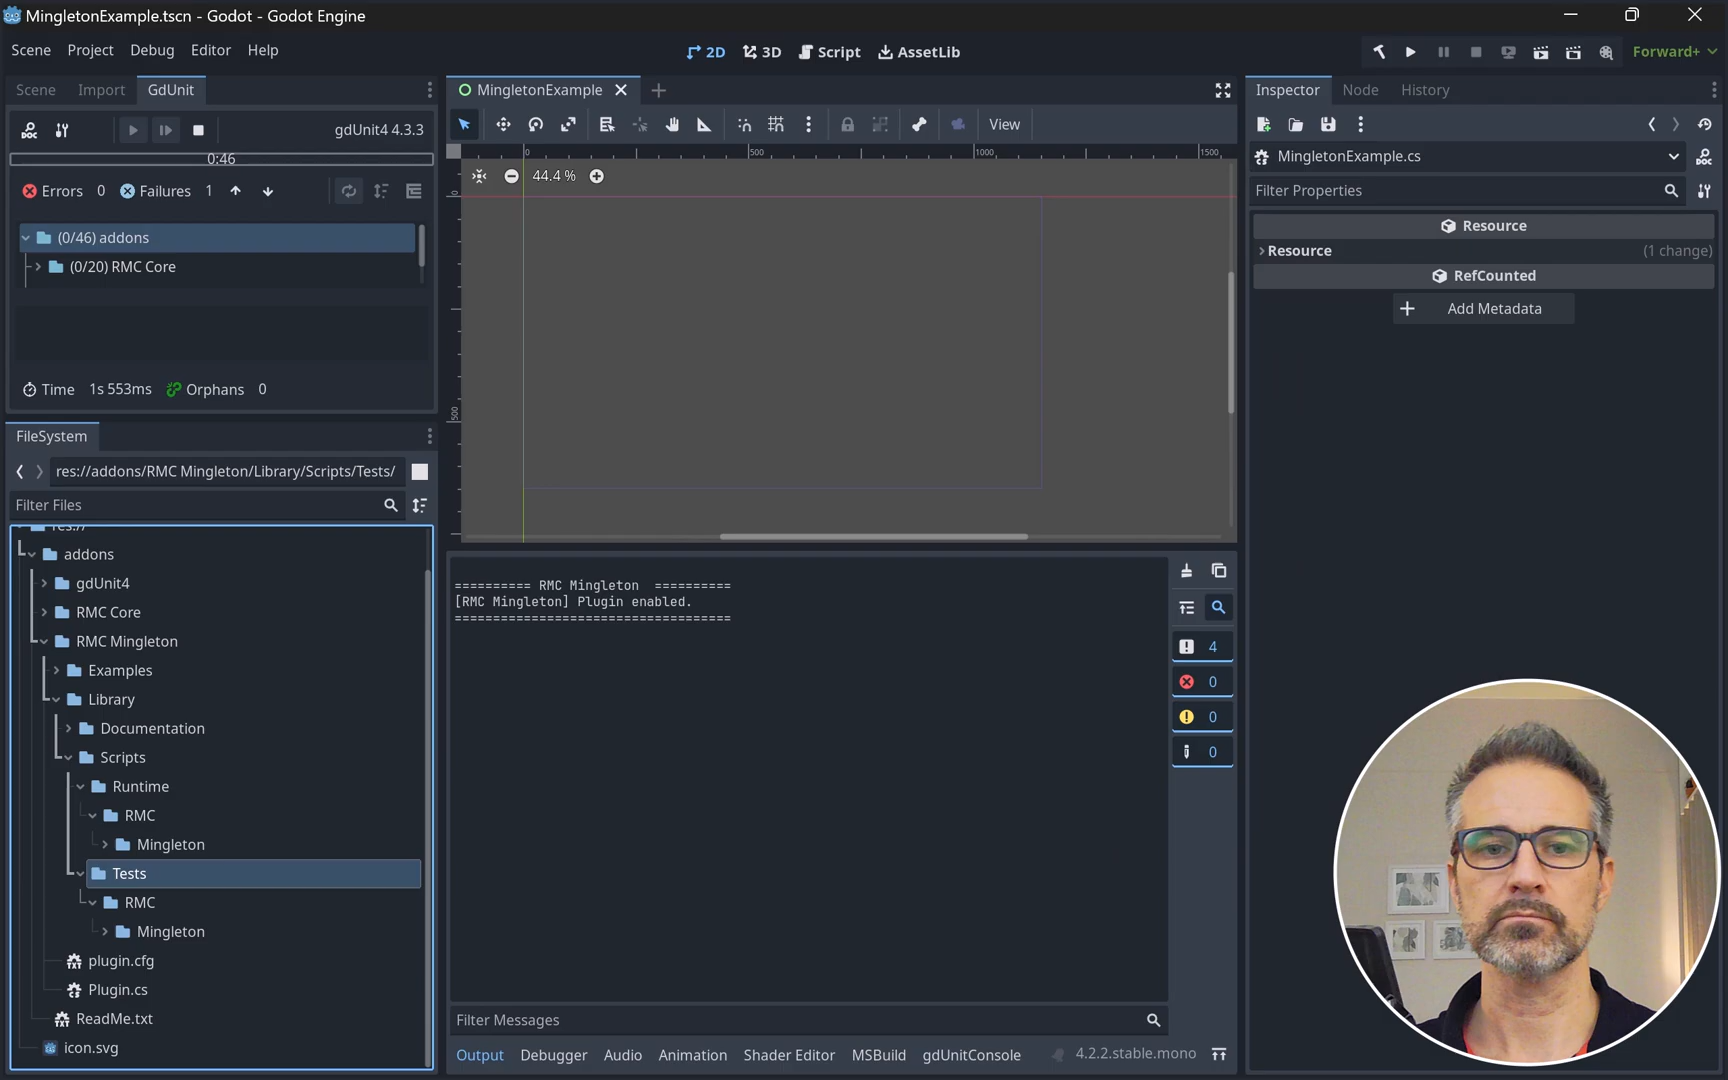 MingletonExample.tscn - Godot - Godot Engine
Scene Project Debug Editor Help
2D 3D Script AssetLib
Forward+
Scene Import GdUnit
MingletonExample
Inspector Node History
gdUnit4 4.3.3
View
0:46
0 500 1000 1500
MingletonExample.cs
44.4 %
Errors 0 Failures 1
Filter Properties
Resource
(0/46) addons
Resource (1 change)
(0/20) RMC Core
RefCounted
Add Metadata
Time 1s 553ms Orphans 0
0
500
FileSystem
res://addons/RMC Mingleton/Library/Scripts/Tests/
Filter Files
res://
addons
gdUnit4
RMC Core
RMC Mingleton
Examples
Library
Documentation
Scripts
Runtime
RMC
Mingleton
Tests
RMC
Mingleton
plugin.cfg
Plugin.cs
ReadMe.txt
icon.svg
========== RMC Mingleton ==========
[RMC Mingleton] Plugin enabled.
===================================
4
0
0
0
Filter Messages
Output Debugger Audio Animation Shader Editor MSBuild gdUnitConsole 4.2.2.stable.mono